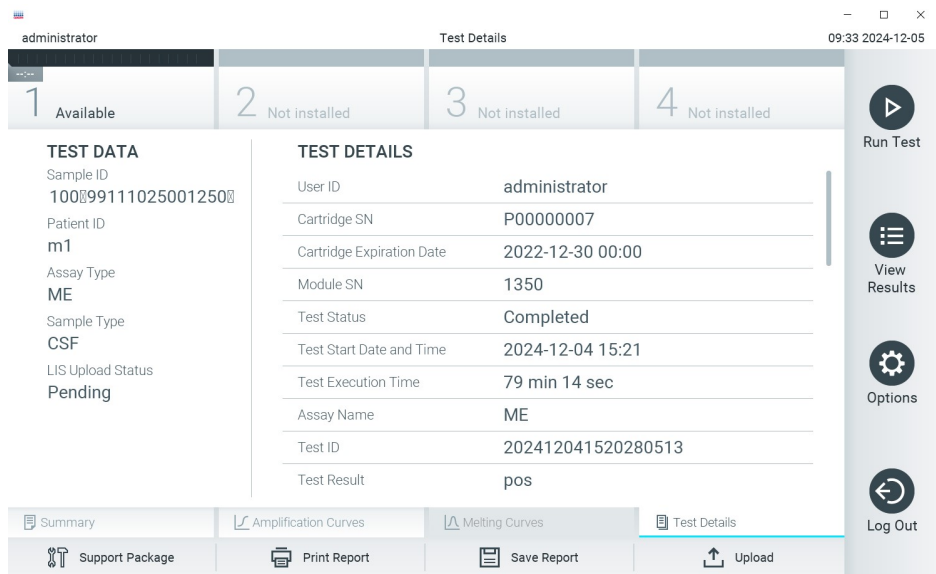 administrator
Test Details
09:33 2024-12-05
--:--
1 Available
2 Not installed
3 Not installed
4 Not installed
Run Test
View
Results
Options
Log Out
TEST DATA
Sample ID
100▯99111025001250▯
Patient ID
m1
Assay Type
ME
Sample Type
CSF
LIS Upload Status
Pending
TEST DETAILS
User ID administrator
Cartridge SN P00000007
Cartridge Expiration Date 2022-12-30 00:00
Module SN 1350
Test Status Completed
Test Start Date and Time 2024-12-04 15:21
Test Execution Time 79 min 14 sec
Assay Name ME
Test ID 202412041520280513
Test Result pos
Summary
Amplification Curves
Melting Curves
Test Details
Support Package
Print Report
Save Report
Upload